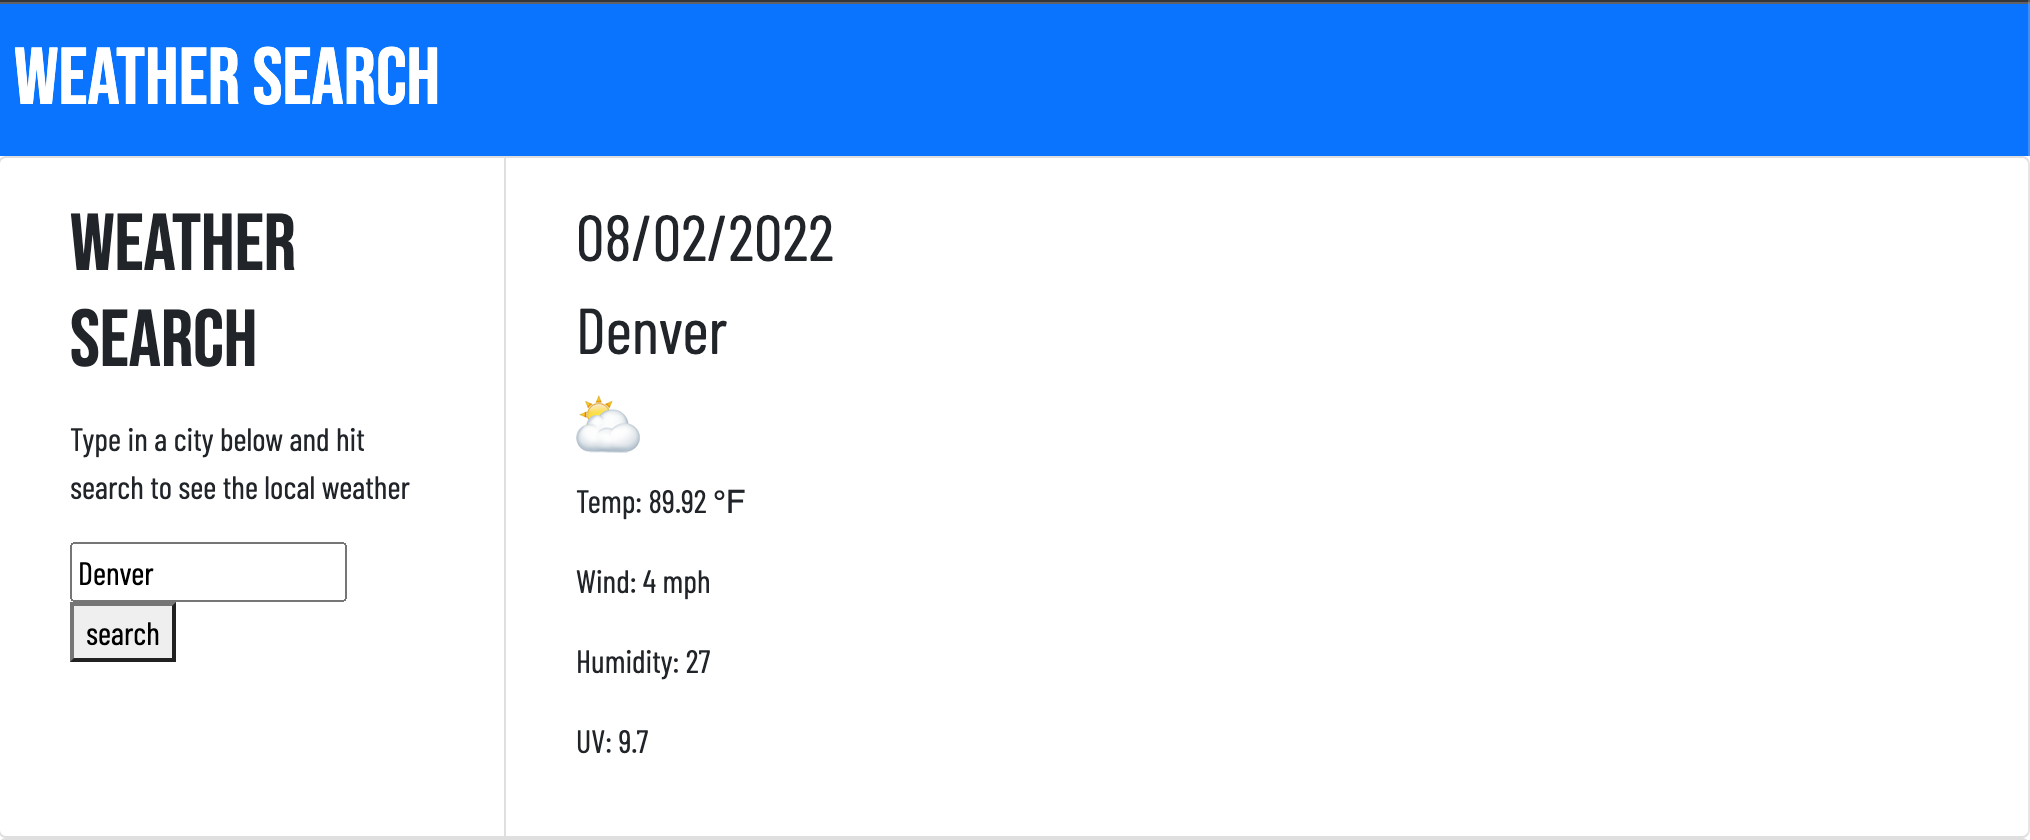 WEATHER SEARCH
WEATHER
SEARCH
Type in a city below and hit
search to see the local weather
Denver
search
08/02/2022
Denver
Temp: 89.92 °F
Wind: 4 mph
Humidity: 27
UV: 9.7